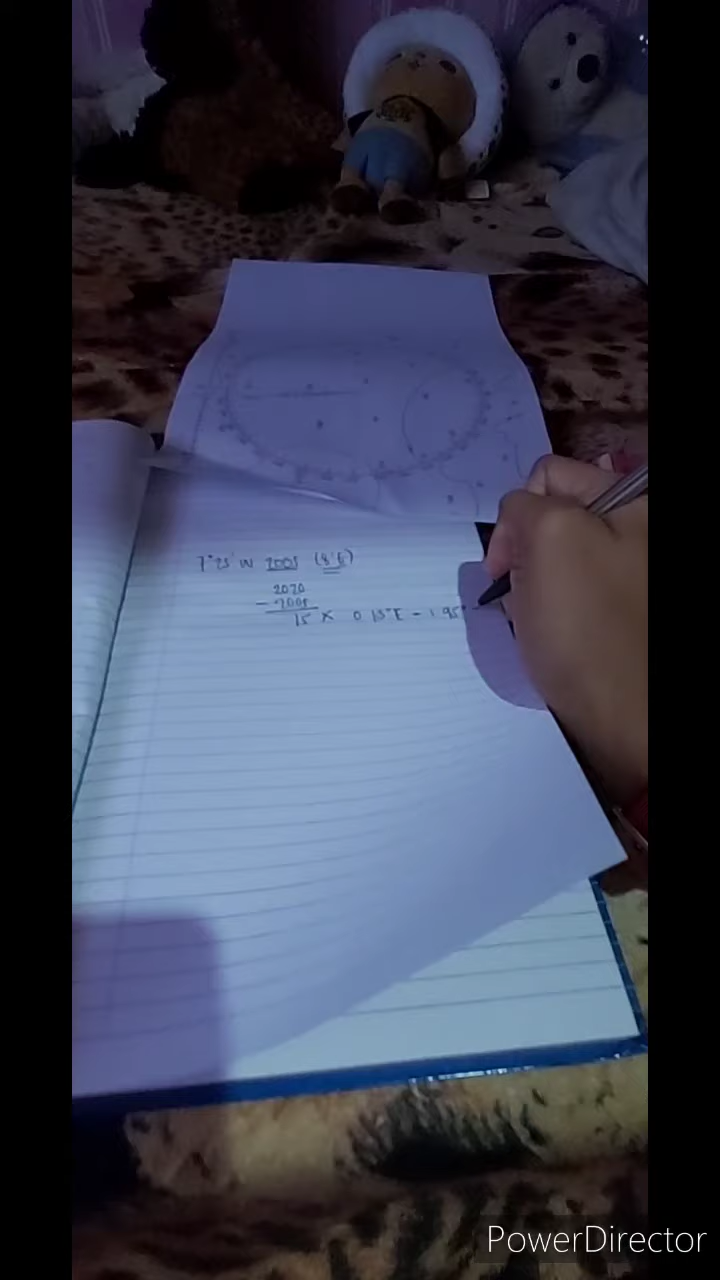 7°25' W 2005 (8'E)
2020
- 2005
15 x 0.13°E = 1.95°
PowerDirector